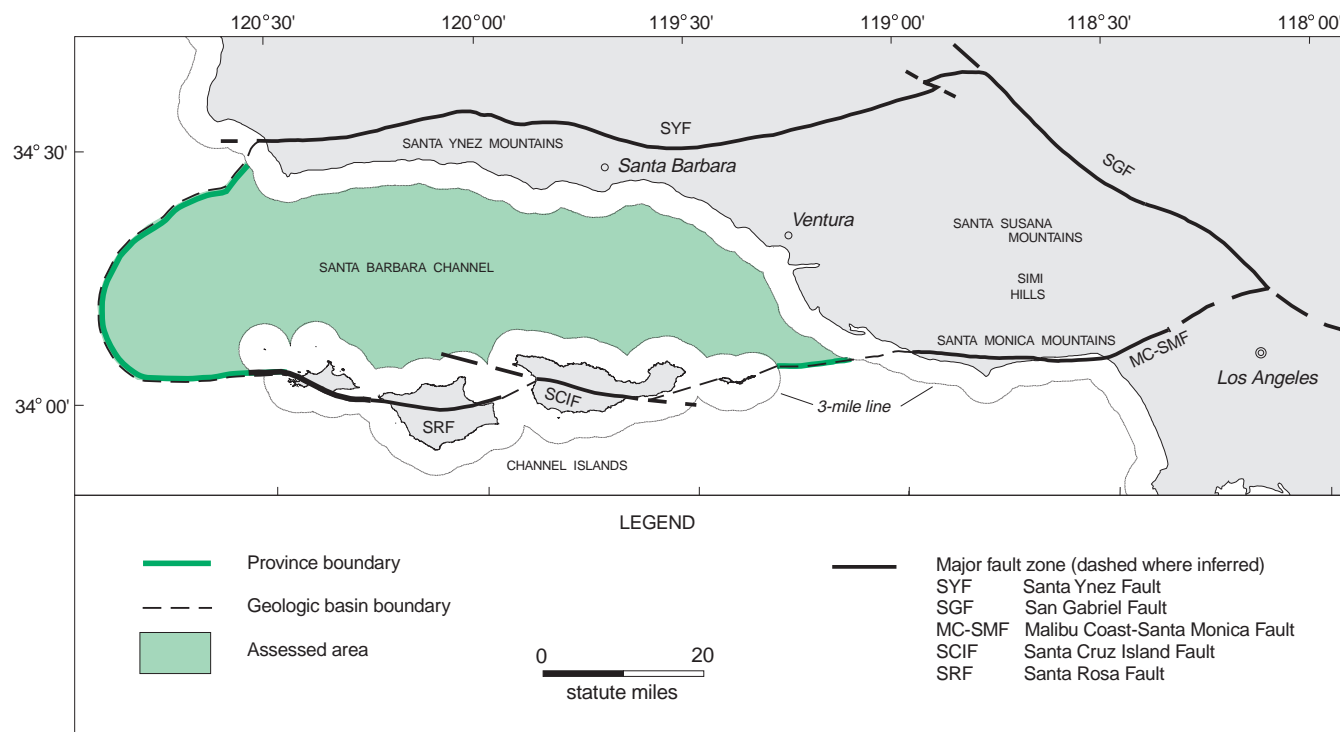 120°30' 120°00' 119°30' 119°00' 118°30' 118°00'
34° 30'
34° 00'
SYF
SANTA YNEZ MOUNTAINS
Santa Barbara
SGF
Ventura
SANTA SUSANA
MOUNTAINS
SANTA BARBARA CHANNEL
SIMI
HILLS
SANTA MONICA MOUNTAINS
MC-SMF
Los Angeles
SCIF
3-mile line
SRF
CHANNEL ISLANDS
LEGEND
Province boundary
Geologic basin boundary
Assessed area
0 20
statute miles
Major fault zone (dashed where inferred)
SYF Santa Ynez Fault
SGF San Gabriel Fault
MC-SMF Malibu Coast-Santa Monica Fault
SCIF Santa Cruz Island Fault
SRF Santa Rosa Fault